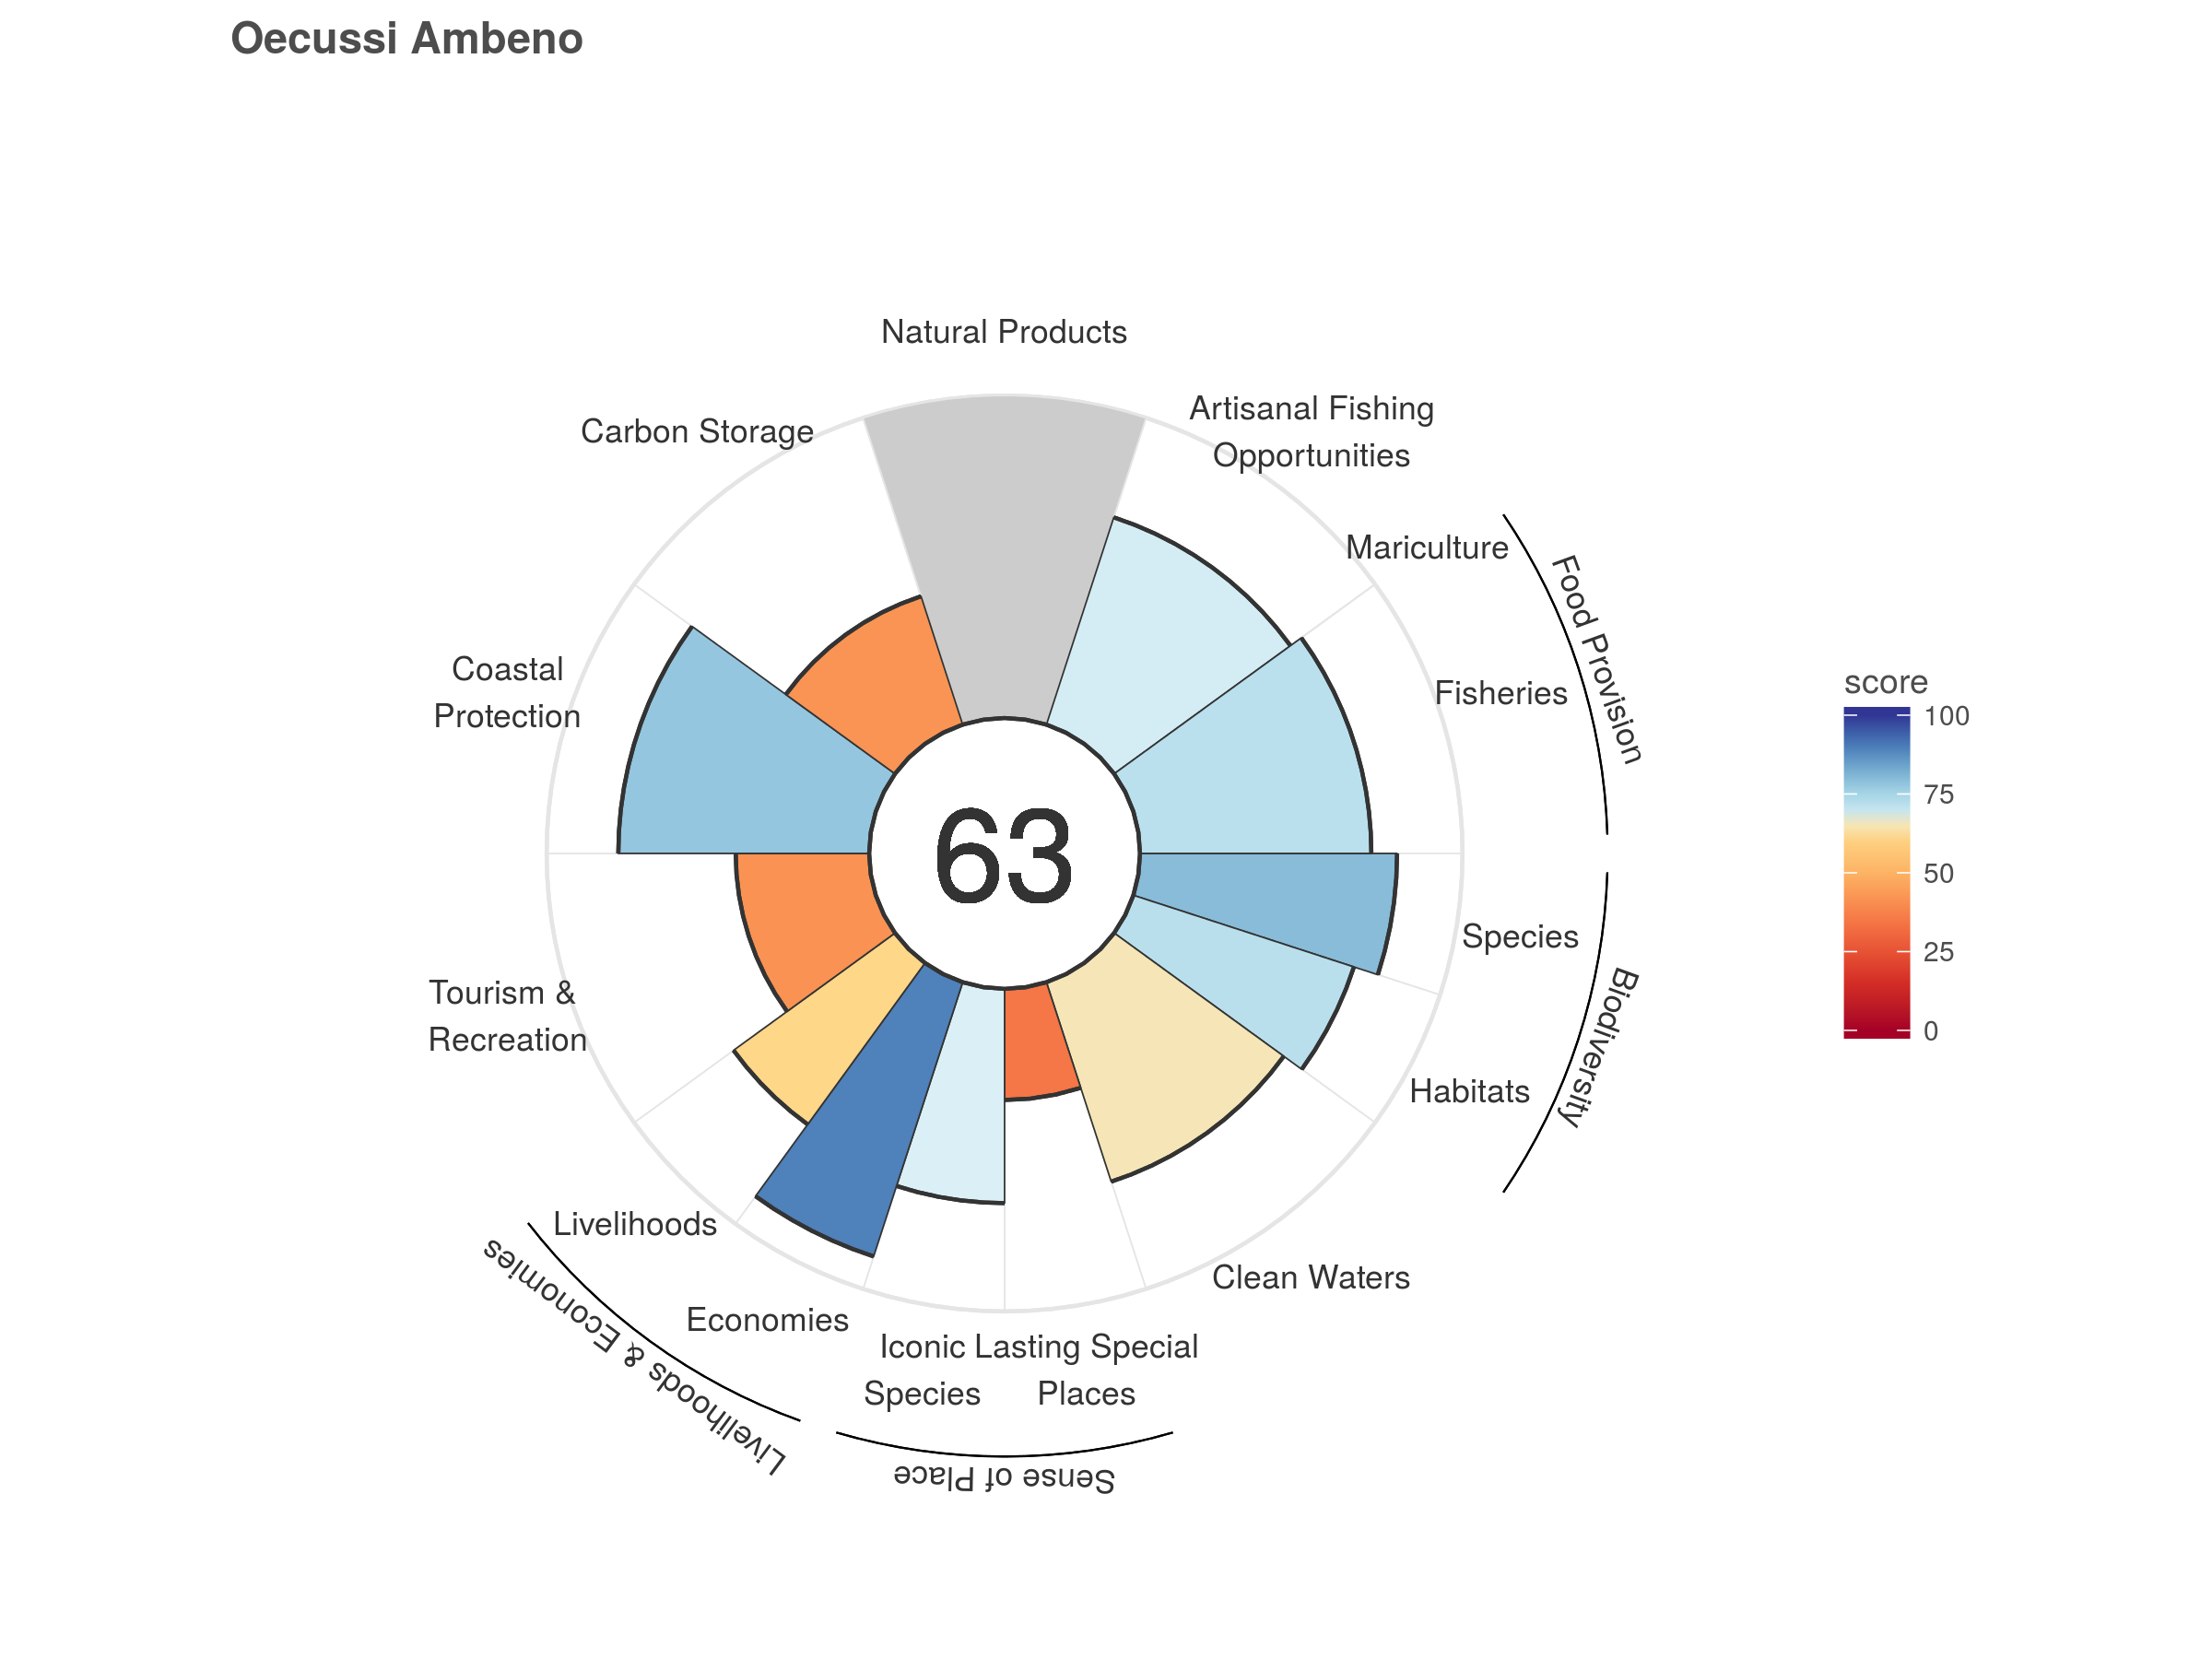 Oecussi Ambeno
Natural Products
Artisanal Fishing
Opportunities
Carbon Storage
Mariculture
Food Provision
Fisheries
Coastal
Protection
score
100
75
50
25
0
63
Species
Biodiversity
Tourism &
Recreation
Habitats
Livelihoods
Clean Waters
Livelihoods & Economies
Economies
Iconic
Species
Lasting Special
Places
Sense of Place